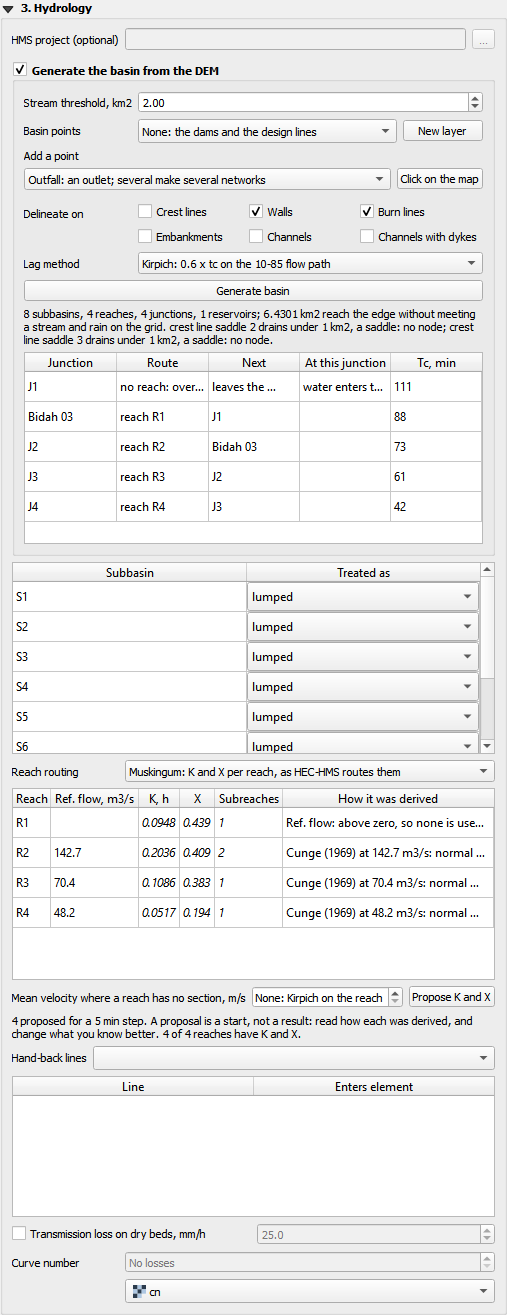 3. Hydrology
HMS project (optional)
...
Generate the basin from the DEM
Stream threshold, km2 2.00
Basin points None: the dams and the design lines New layer
Add a point
Outfall: an outlet; several make several networks Click on the map
Delineate on Crest lines Walls Burn lines
Embankments Channels Channels with dykes
Lag method Kirpich: 0.6 x tc on the 10-85 flow path
Generate basin
8 subbasins, 4 reaches, 4 junctions, 1 reservoirs; 6.4301 km2 reach the edge without meeting
a stream and rain on the grid. crest line saddle 2 drains under 1 km2, a saddle: no node; crest
line saddle 3 drains under 1 km2, a saddle: no node.
Junction Route Next At this junction Tc, min
J1 no reach: over... leaves the ... water enters t... 111
Bidah 03 reach R1 J1 88
J2 reach R2 Bidah 03 73
J3 reach R3 J2 61
J4 reach R4 J3 42
Subbasin Treated as
S1 lumped
S2 lumped
S3 lumped
S4 lumped
S5 lumped
S6 lumped
Reach routing Muskingum: K and X per reach, as HEC-HMS routes them
Reach Ref. flow, m3/s K, h X Subreaches How it was derived
R1 0.0948 0.439 1 Ref. flow: above zero, so none is use...
R2 142.7 0.2036 0.409 2 Cunge (1969) at 142.7 m3/s: normal ...
R3 70.4 0.1086 0.383 1 Cunge (1969) at 70.4 m3/s: normal ...
R4 48.2 0.0517 0.194 1 Cunge (1969) at 48.2 m3/s: normal ...
Mean velocity where a reach has no section, m/s None: Kirpich on the reach Propose K and X
4 proposed for a 5 min step. A proposal is a start, not a result: read how each was derived, and
change what you know better. 4 of 4 reaches have K and X.
Hand-back lines
Line Enters element
Transmission loss on dry beds, mm/h 25.0
Curve number No losses
cn